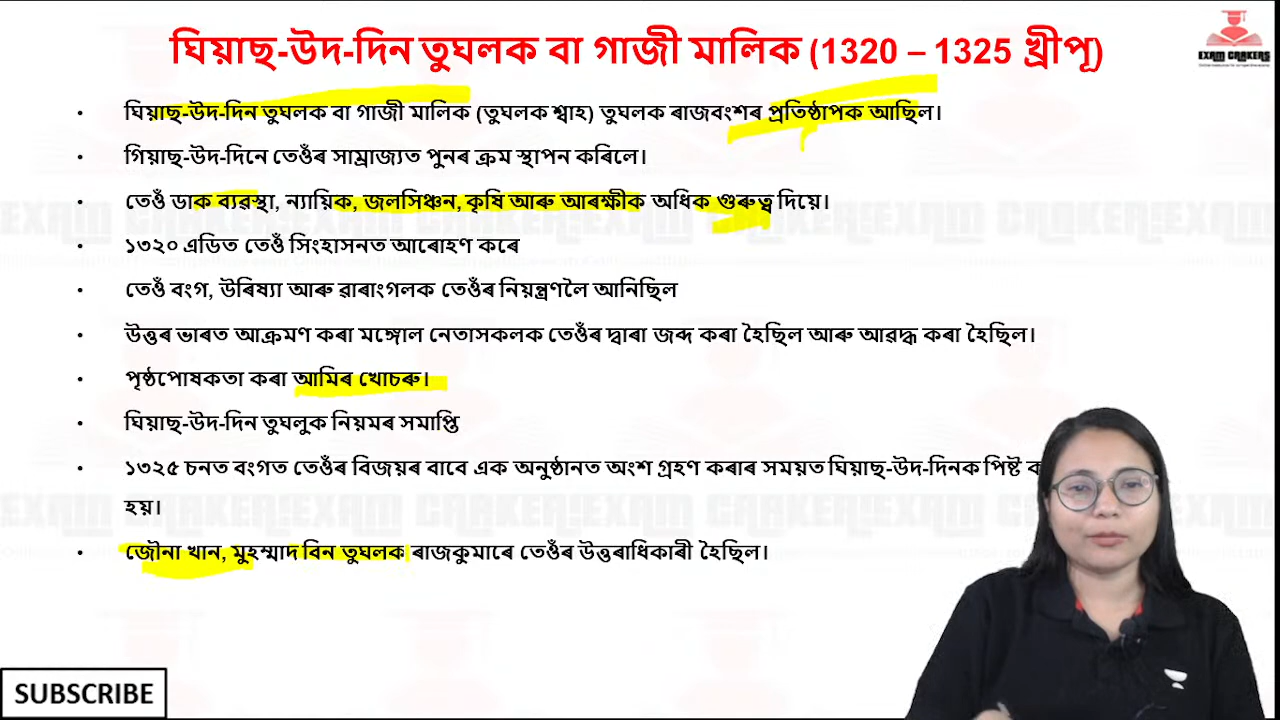 ঘিয়াছ-উদ-দিন তুঘলক বা গাজী মালিক (1320 – 1325 খ্ৰীপূ)
EXAM CRAKERS
• ঘিয়াছ-উদ-দিন তুঘলক বা গাজী মালিক (তুঘলক শ্বাহ) তুঘলক ৰাজবংশৰ প্ৰতিষ্ঠাপক আছিল।
• গিয়াছ-উদ-দিনে তেওঁৰ সাম্ৰাজ্যত পুনৰ ক্ৰম স্থাপন কৰিলে।
• তেওঁ ডাক ব্যৱস্থা, ন্যায়িক, জলসিঞ্চন, কৃষি আৰু আৰক্ষীক অধিক গুৰুত্ব দিয়ে।
• ১৩২০ এডিত তেওঁ সিংহাসনত আৰোহণ কৰে
• তেওঁ বংগ, উৰিষ্যা আৰু ৱাৰাংগলক তেওঁৰ নিয়ন্ত্ৰণলৈ আনিছিল
• উত্তৰ ভাৰত আক্ৰমণ কৰা মঙ্গোল নেতাসকলক তেওঁৰ দ্বাৰা জব্দ কৰা হৈছিল আৰু আৱদ্ধ কৰা হৈছিল।
• পৃষ্ঠপোষকতা কৰা আমিৰ খোচৰু।
• ঘিয়াছ-উদ-দিন তুঘলুক নিয়মৰ সমাপ্তি
• ১৩২৫ চনত বংগত তেওঁৰ বিজয়ৰ বাবে এক অনুষ্ঠানত অংশ গ্ৰহণ কৰাৰ সময়ত ঘিয়াছ-উদ-দিনক পিষ্ট
হয়।
• জৌনা খান, মুহম্মাদ বিন তুঘলক ৰাজকুমাৰে তেওঁৰ উত্তৰাধিকাৰী হৈছিল।
SUBSCRIBE